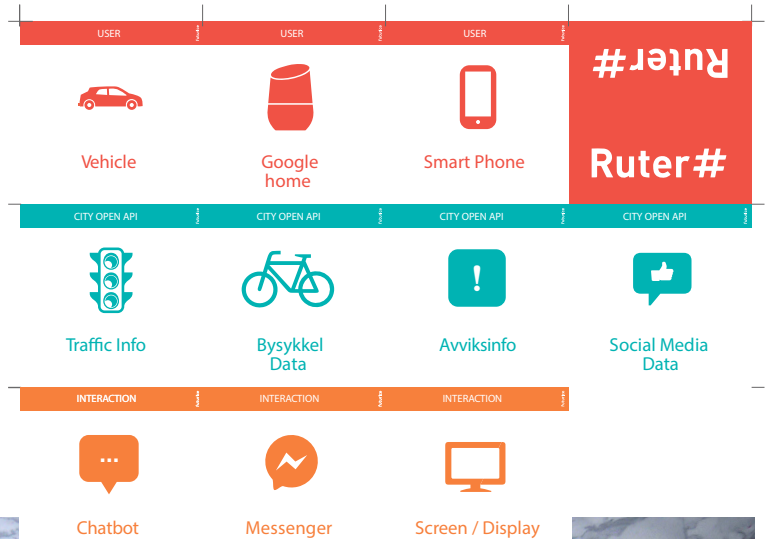 USER
USER
USER
Ruter#
Ruter#
Vehicle
Google
home
Smart Phone
CITY OPEN API
CITY OPEN API
CITY OPEN API
CITY OPEN API
!
Traffic Info
Bysykkel
Data
Avviksinfo
Social Media
Data
INTERACTION
INTERACTION
INTERACTION
...
Chatbot
Messenger
Screen / Display